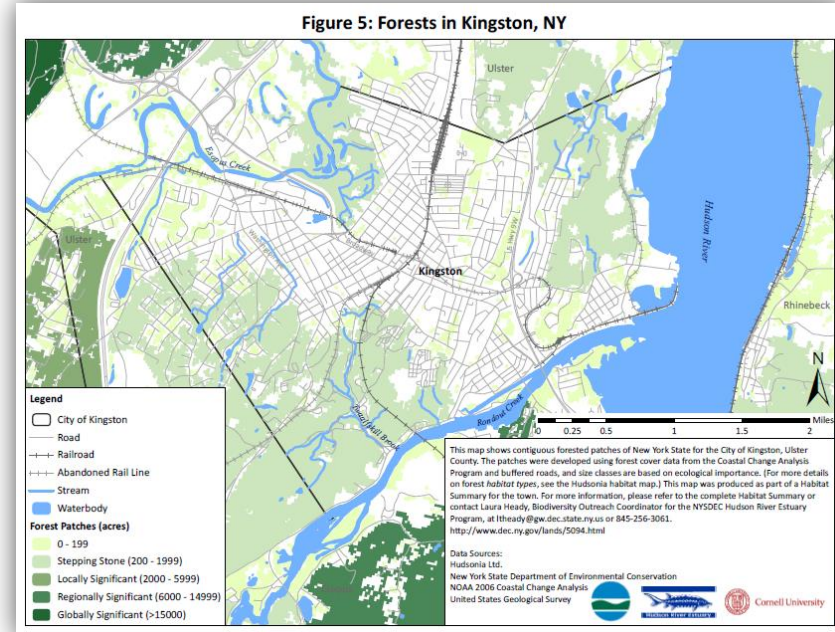 Figure 5: Forests in Kingston, NY
Ulster
Esopus Creek
Hudson River
Ulster
Kingston
US Hwy 9W
Rhinebeck
N
Twaalfskill Brook
Rondout Creek
0 0.25 0.5 1 1.5 2 Miles
Legend
City of Kingston
Road
Railroad
Abandoned Rail Line
Stream
Waterbody
Forest Patches (acres)
0 - 199
Stepping Stone (200 - 1999)
Locally Significant (2000 - 5999)
Regionally Significant (6000 - 14999)
Globally Significant (>15000)
This map shows contiguous forested patches of New York State for the City of Kingston, Ulster
County. The patches were developed using forest cover data from the Coastal Change Analysis
Program and buffered roads, and size classes are based on ecological importance. (For more details
on forest habitat types, see the Hudsonia habitat map.) This map was produced as part of a Habitat
Summary for the town. For more information, please refer to the complete Habitat Summary or
contact Laura Heady, Biodiversity Outreach Coordinator for the NYSDEC Hudson River Estuary
Program, at ltheady@gw.dec.state.ny.us or 845-256-3061.
http://www.dec.ny.gov/lands/5094.html
Data Sources:
Hudsonia Ltd.
New York State Department of Environmental Conservation
NOAA 2006 Coastal Change Analysis
United States Geological Survey
Hudson River Estuary
Cornell University